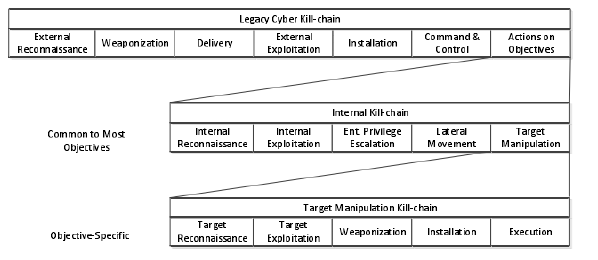 Legacy Cyber Kill-chain
External Reconnaissance
Weaponization
Delivery
External Exploitation
Installation
Command & Control
Actions on Objectives
Common to Most Objectives
Internal Kill-chain
Internal Reconnaissance
Internal Exploitation
Ent. Privilege Escalation
Lateral Movement
Target Manipulation
Objective-Specific
Target Manipulation Kill-chain
Target Reconnaissance
Target Exploitation
Weaponization
Installation
Execution